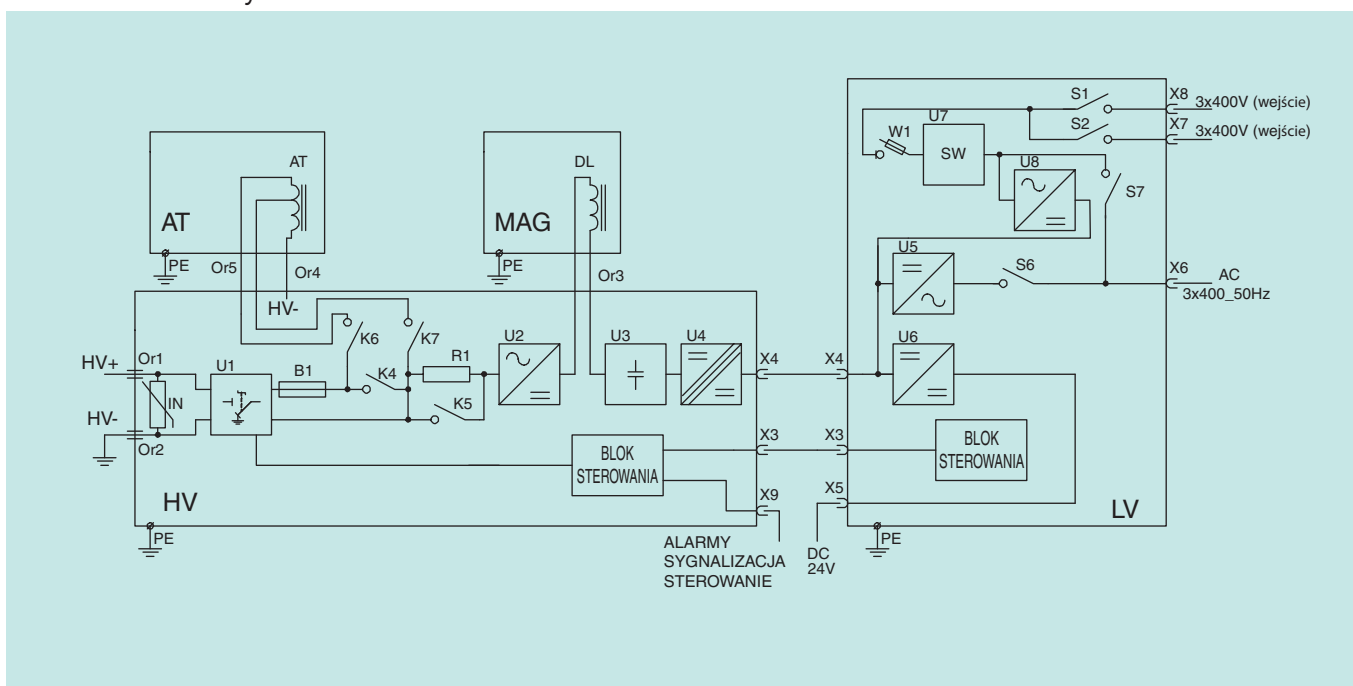 S1
X8
3x400V (wejście)
U7
S2
X7
3x400V (wejście)
W1
SW
U8
S7
AT
DL
AT
MAG
PE
Or5
Or4
PE
Or3
U5
S6
X6
AC
3x400_50Hz
HV-
K6
K7
U2
U3
U4
U6
HV+
Or1
U1
B1
K4
R1
X4
X4
IN
K5
HV-
Or2
BLOK
STEROWANIA
X3
X3
BLOK
STEROWANIA
HV
X9
X5
LV
PE
ALARMY
SYGNALIZACJA
STEROWANIE
DC
24V
PE